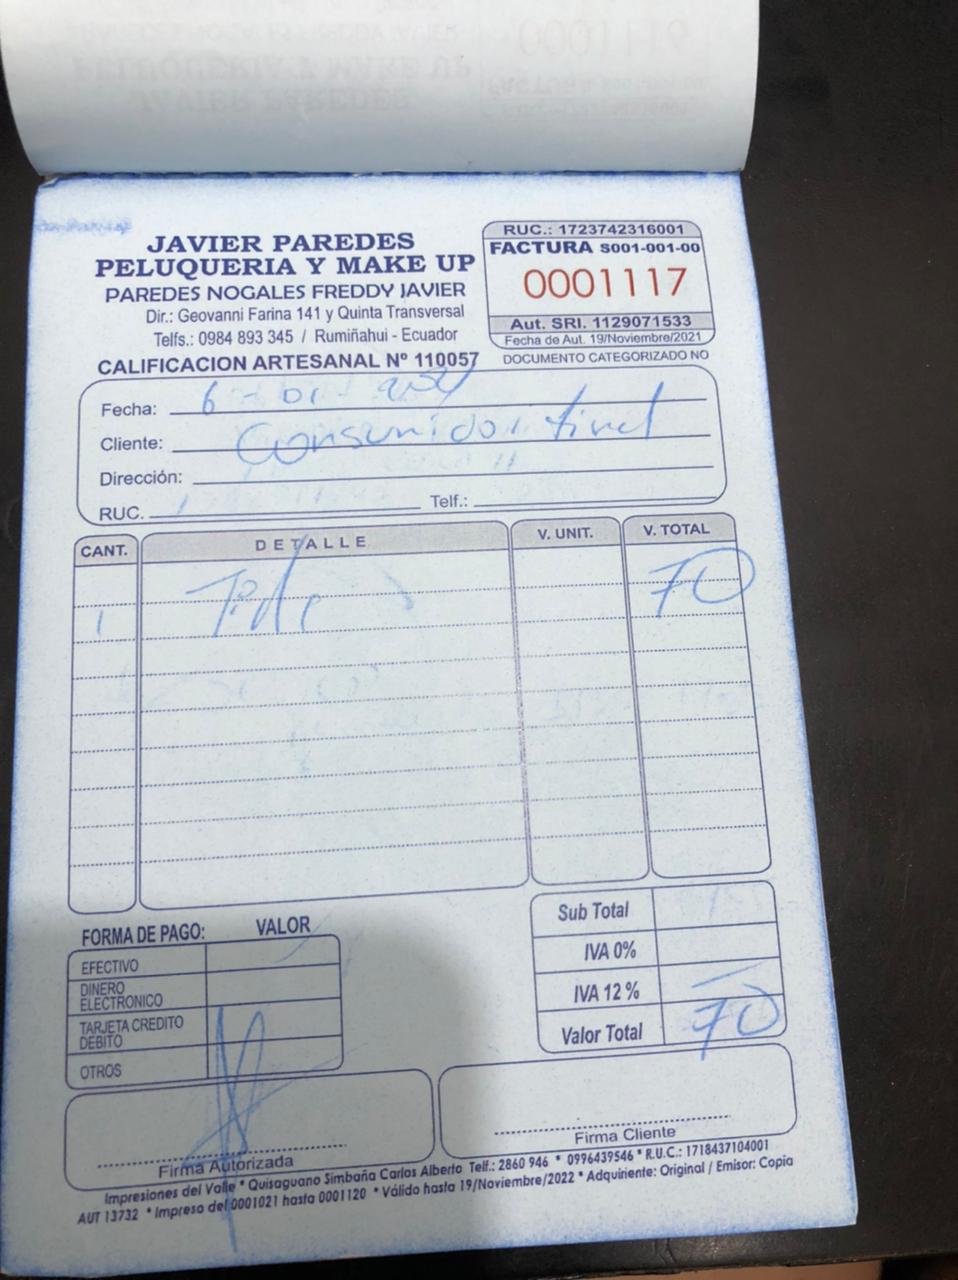 JAVIER PAREDES
PELUQUERIA Y MAKE UP
PAREDES NOGALES FREDDY JAVIER
Dir.: Geovanni Farina 141 y Quinta Transversal
Telfs.: 0984 893 345 / Rumiñahui - Ecuador
CALIFICACION ARTESANAL Nº 110057
RUC.: 1723742316001
FACTURA S001-001-00
0001117
Aut. SRI. 1129071533
Fecha de Aut. 19/Noviembre/2021
DOCUMENTO CATEGORIZADO NO
Fecha: 6
Cliente: Consumidor final
Dirección:
RUC. Telf.:
CANT. DETALLE V. UNIT. V. TOTAL
1 70
FORMA DE PAGO: VALOR
EFECTIVO
DINERO ELECTRONICO
TARJETA CREDITO DEBITO
OTROS
Sub Total
IVA 0%
IVA 12 %
Valor Total 70
Firma Autorizada
Firma Cliente
Impresiones del Valle * Quisaguano Simbaña Carlos Alberto Telf.: 2860 946 * 0996439546 * R.U.C.: 1718437104001
AUT 13732 * Impreso del 0001021 hasta 0001120 * Válido hasta 19/Noviembre/2022 * Adquiriente: Original / Emisor: Copia